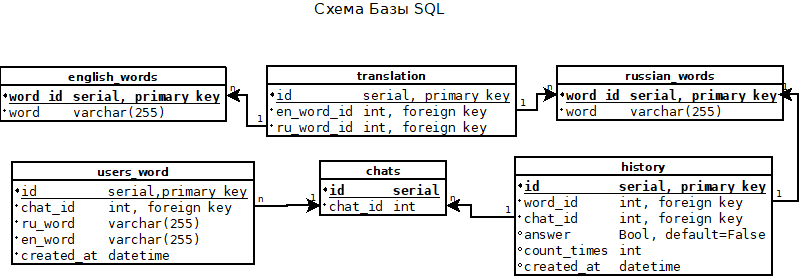 Схема Базы SQL
english_words
word_id serial, primary key
word varchar(255)
n
1
translation
id serial, primary key
en_word_id int, foreign key
ru_word_id int, foreign key
1
n
russian_words
word_id serial, primary key
word varchar(255)
1
users_word
id serial,primary key
chat_id int, foreign key
ru_word varchar(255)
en_word varchar(255)
created_at datetime
n
1
chats
id serial
chat_id int
n
1
history
id serial, primary key
word_id int, foreign key
chat_id int, foreign key
answer Bool, default=False
count_times int
created_at datetime
1